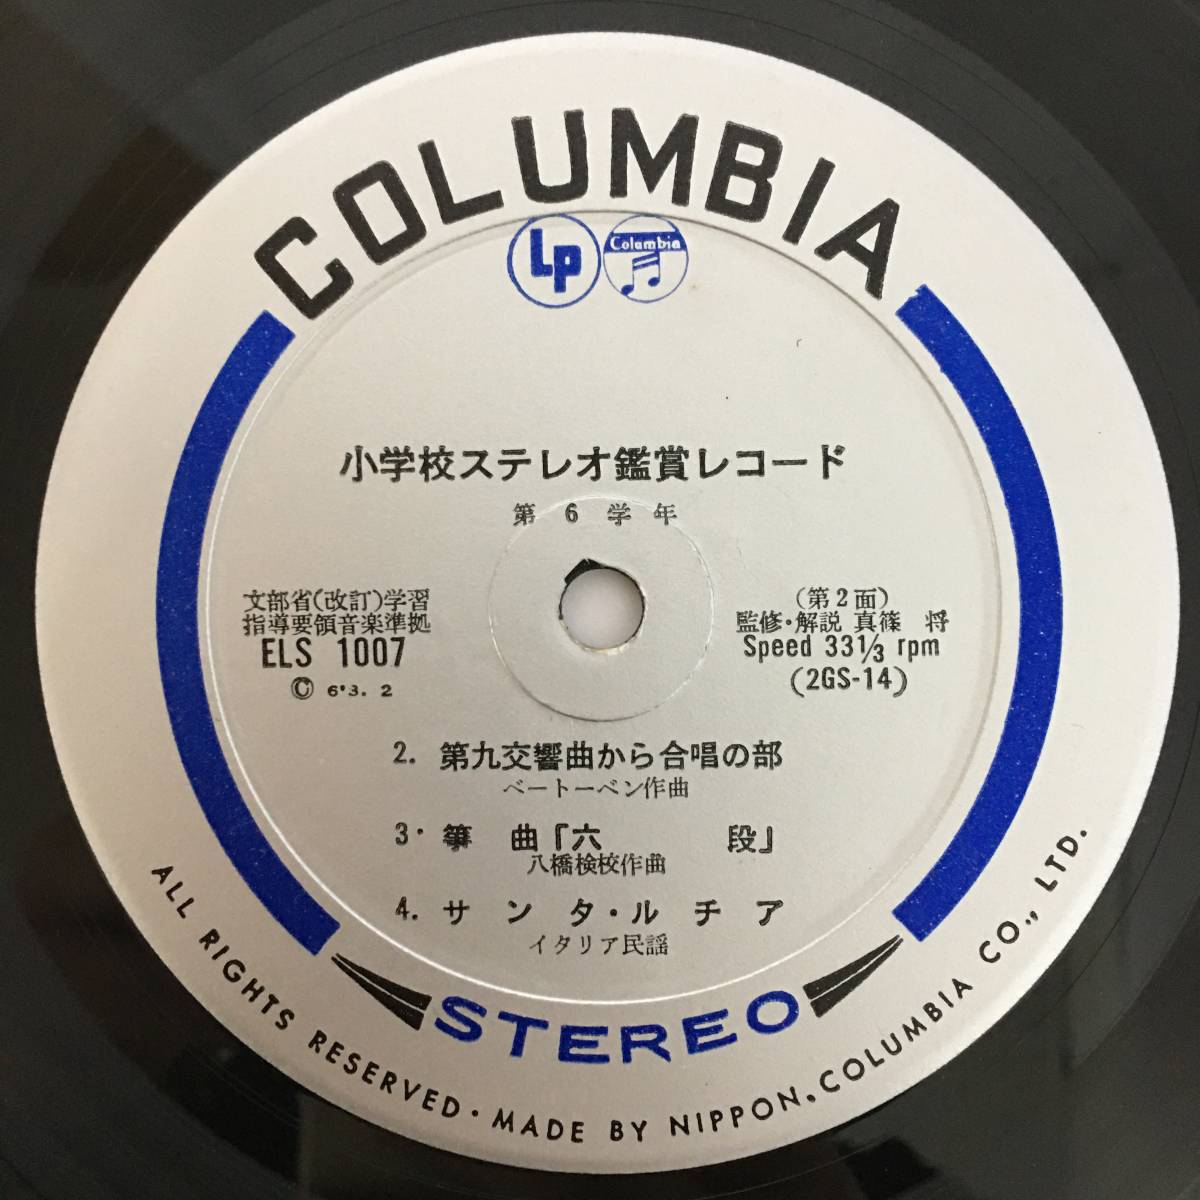 COLUMBIA
Lp
Columbia
小学校ステレオ鑑賞レコード
第6学年
文部省(改訂)学習
指導要領音楽準拠
ELS 1007
Ⓒ 6'3. 2
(第2面)
監修・解説 真篠 将
Speed 33 1/3 rpm
(2GS-14)
2. 第九交響曲から合唱の部
ベートーベン作曲
3. 箏曲『六段』
八橋検校作曲
4. サンタ・ルチア
イタリア民謡
STEREO
ALL RIGHTS RESERVED · MADE BY NIPPON. COLUMBIA CO., LTD.